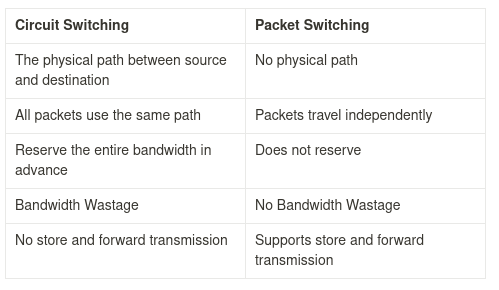 Circuit Switching
Packet Switching
The physical path between source
and destination
No physical path
All packets use the same path
Packets travel independently
Reserve the entire bandwidth in
advance
Does not reserve
Bandwidth Wastage
No Bandwidth Wastage
No store and forward transmission
Supports store and forward
transmission